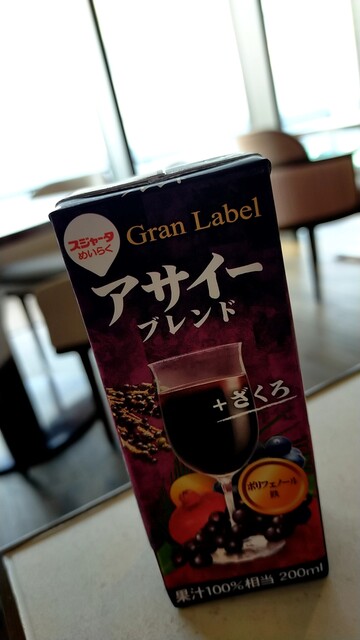 スジャータ
めいらく
Gran Label
アサイー
ブレンド
+ざくろ
ポリフェノール
鉄
果汁100%相当 200ml